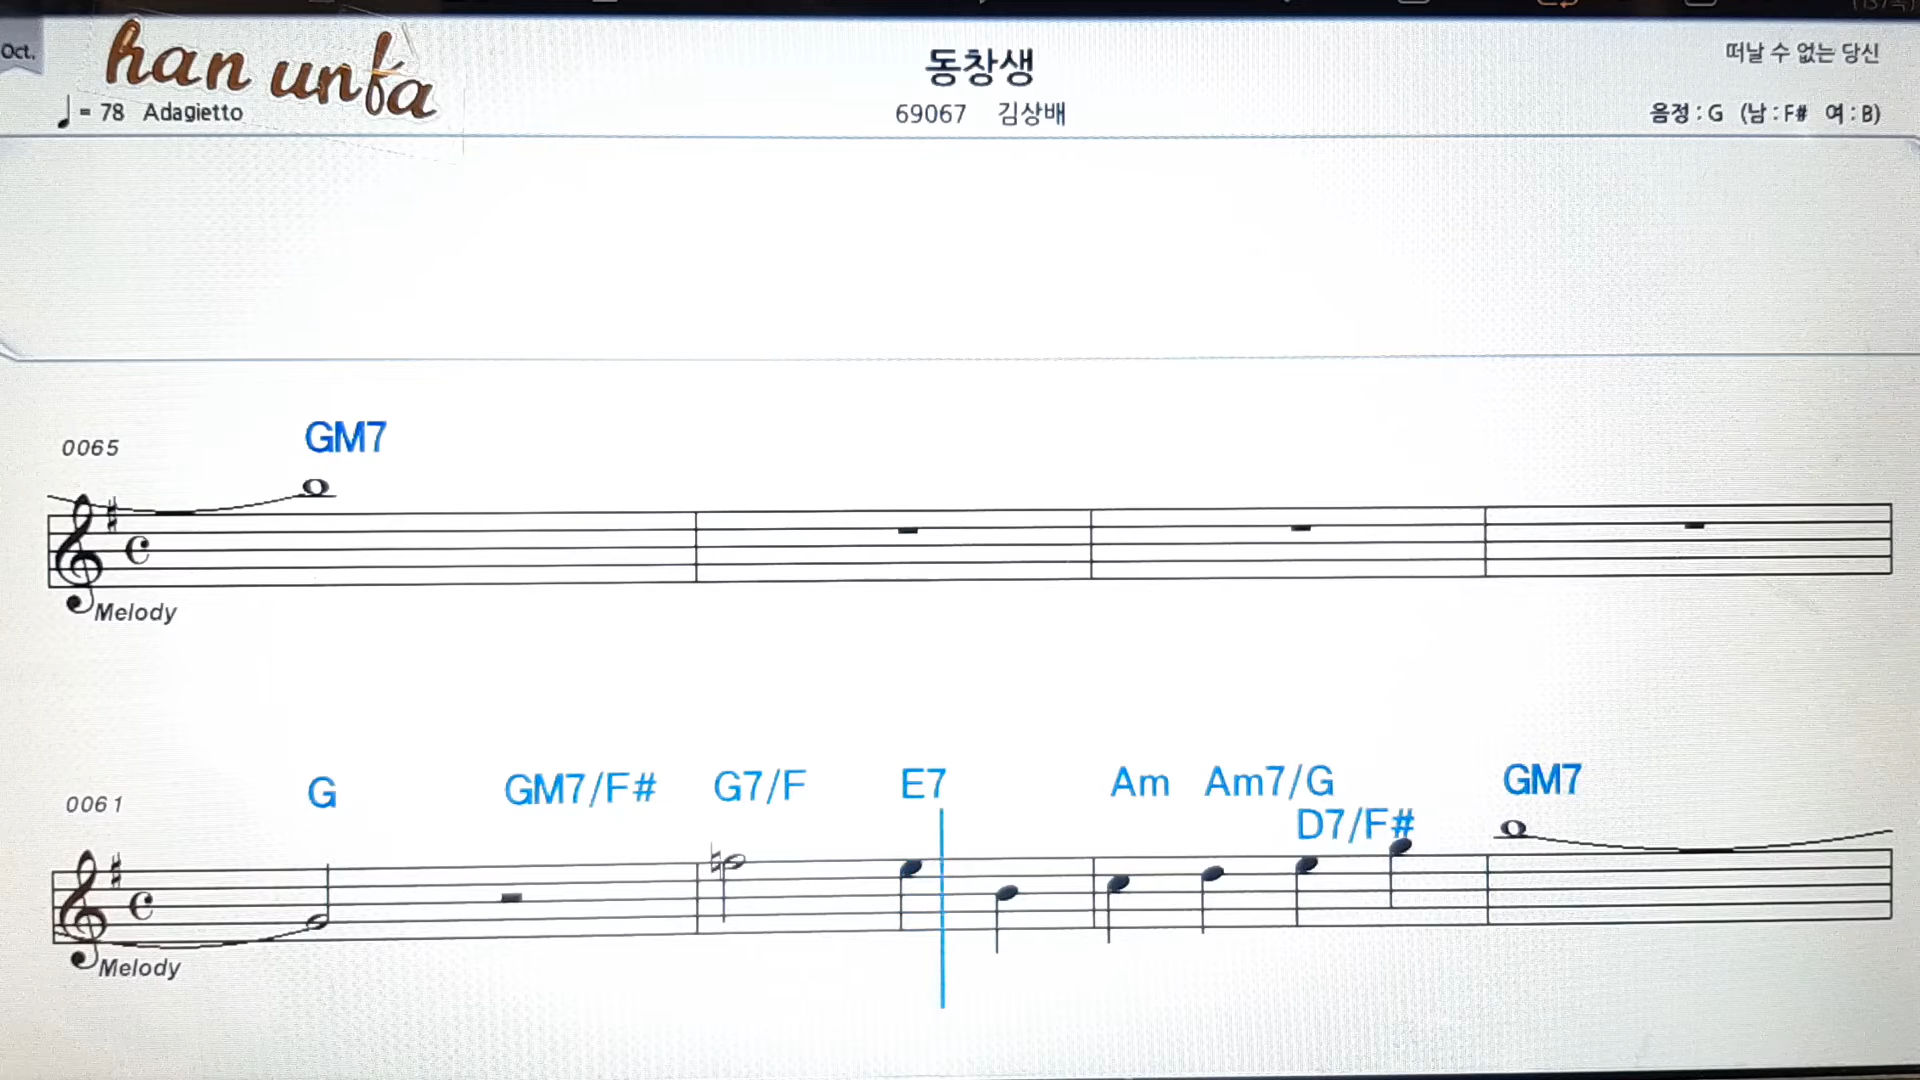 Oct.
han unfa
동창생
떠날 수 없는 당신
= 78 Adagietto
69067 김상배
음정 : G (남 : F# 여 : B)
0065
GM7
Melody
0061
G GM7/F# G7/F E7 Am Am7/G GM7
D7/F#
Melody